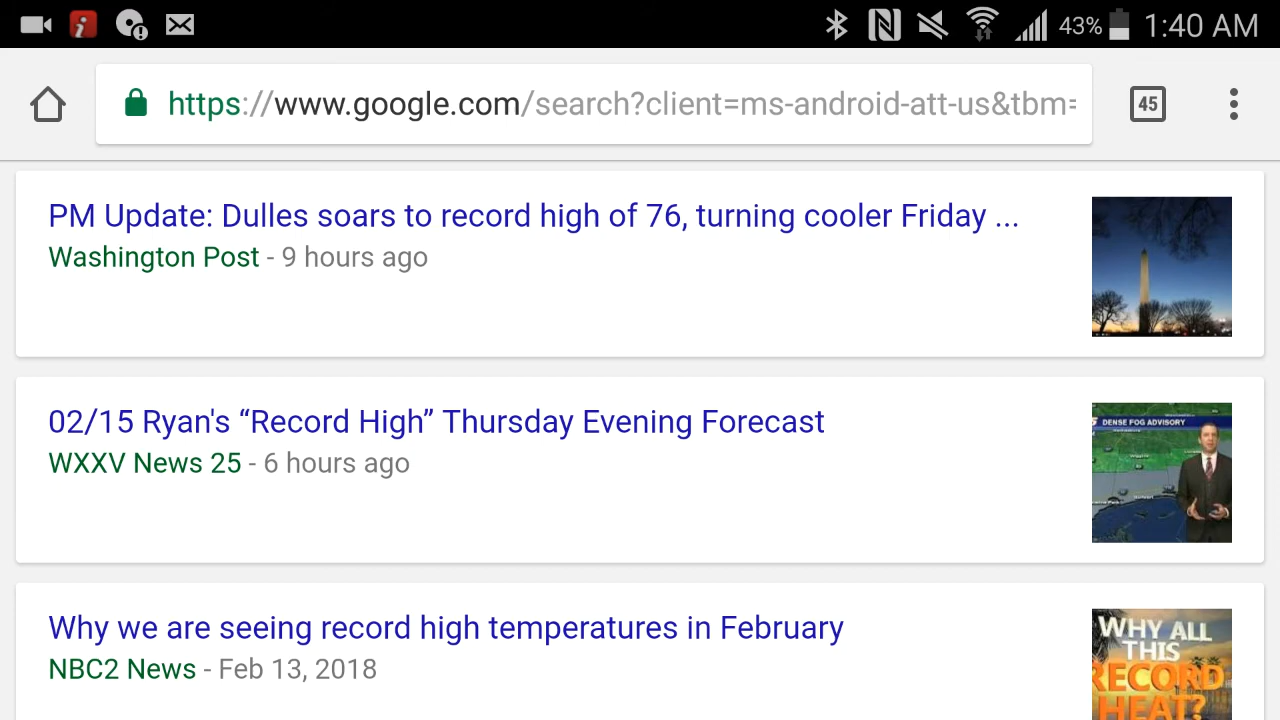 43% 1:40 AM
https://www.google.com/search?client=ms-android-att-us&tbm=
45
PM Update: Dulles soars to record high of 76, turning cooler Friday ...
Washington Post - 9 hours ago
02/15 Ryan's “Record High” Thursday Evening Forecast
WXXV News 25 - 6 hours ago
DENSE FOG ADVISORY
Why we are seeing record high temperatures in February
NBC2 News - Feb 13, 2018
WHY ALL
THIS
RECORD
HEAT?